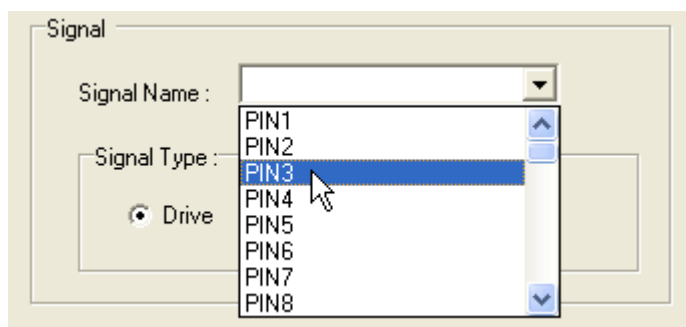 Signal
Signal Name :
PIN1
PIN2
Signal Type :
PIN3
PIN4
Drive
PIN5
PIN6
PIN7
PIN8